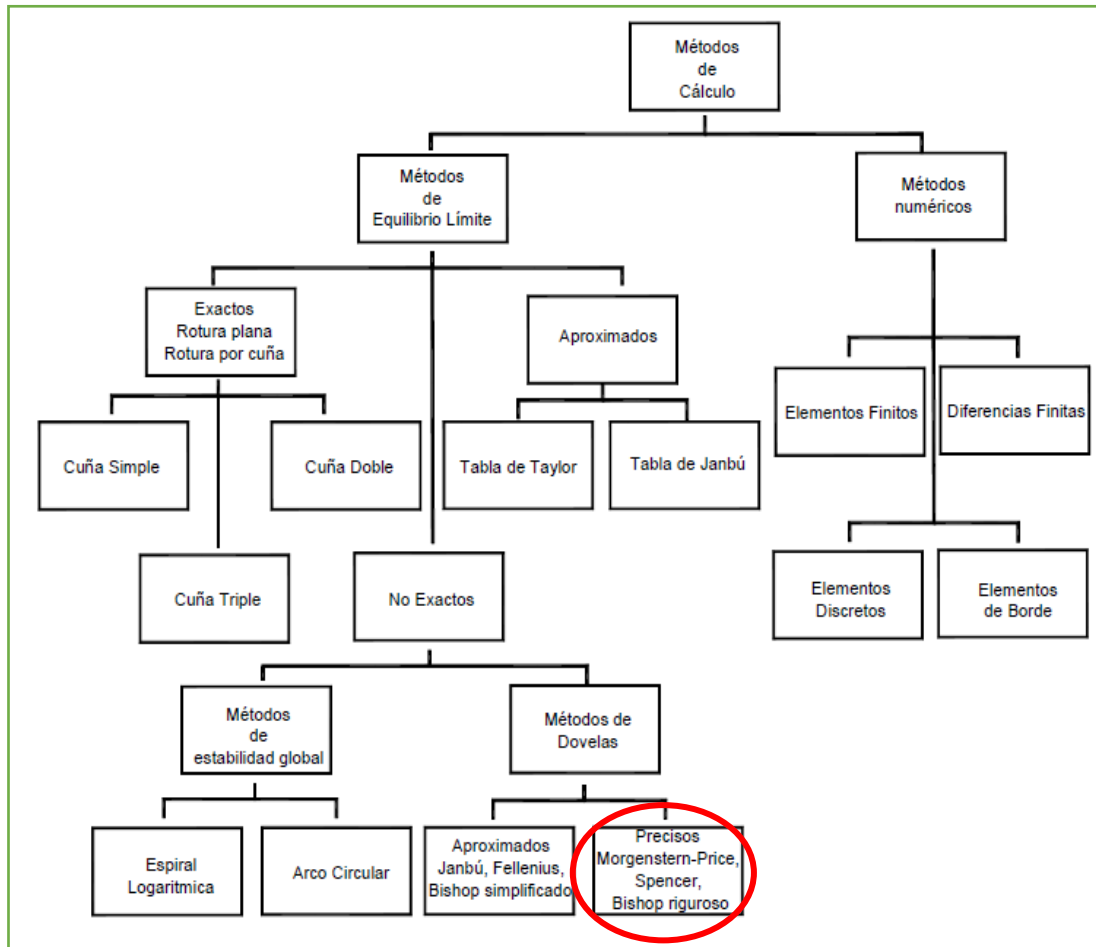 Métodos
de
Cálculo
Métodos
de
Equilibrio Límite
Métodos
numéricos
Exactos
Rotura plana
Rotura por cuña
Aproximados
Elementos Finitos
Diferencias Finitas
Cuña Simple
Cuña Doble
Tabla de Taylor
Tabla de Janbú
Cuña Triple
No Exactos
Elementos
Discretos
Elementos
de Borde
Métodos
de
estabilidad global
Métodos de
Dovelas
Espiral
Logaritmica
Arco Circular
Aproximados
Janbú, Fellenius,
Bishop simplificado
Precisos
Morgenstern-Price,
Spencer,
Bishop riguroso